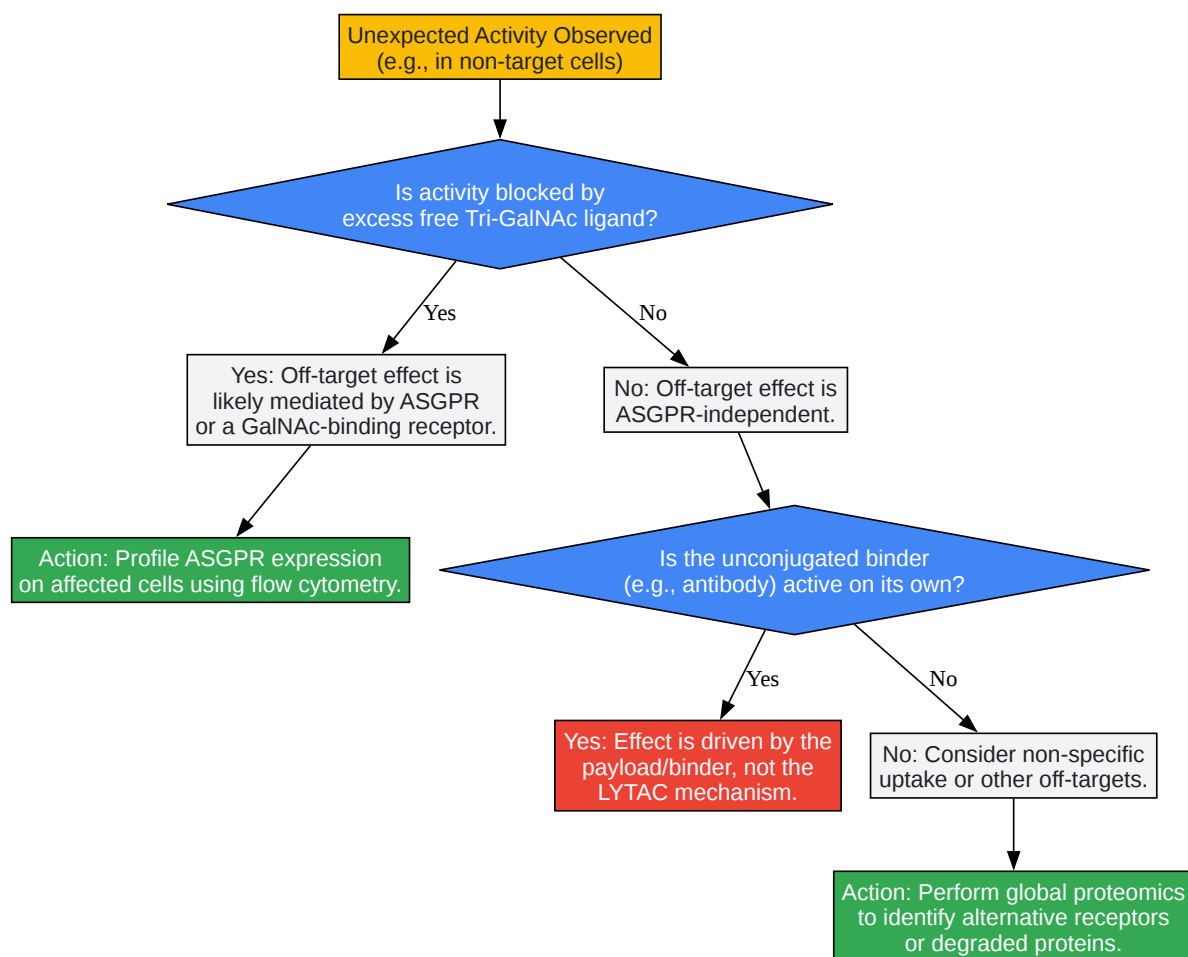 Unexpected Activity Observed
(e.g., in non-target cells)
Is activity blocked by
excess free Tri-GalNAc ligand?
Yes
No
Yes: Off-target effect is
likely mediated by ASGPR
or a GalNAc-binding receptor.
No: Off-target effect is
ASGPR-independent.
Action: Profile ASGPR expression
on affected cells using flow cytometry.
Is the unconjugated binder
(e.g., antibody) active on its own?
Yes
No
Yes: Effect is driven by the
payload/binder, not the
LYTAC mechanism.
No: Consider non-specific
uptake or other off-targets.
Action: Perform global proteomics
to identify alternative receptors
or degraded proteins.